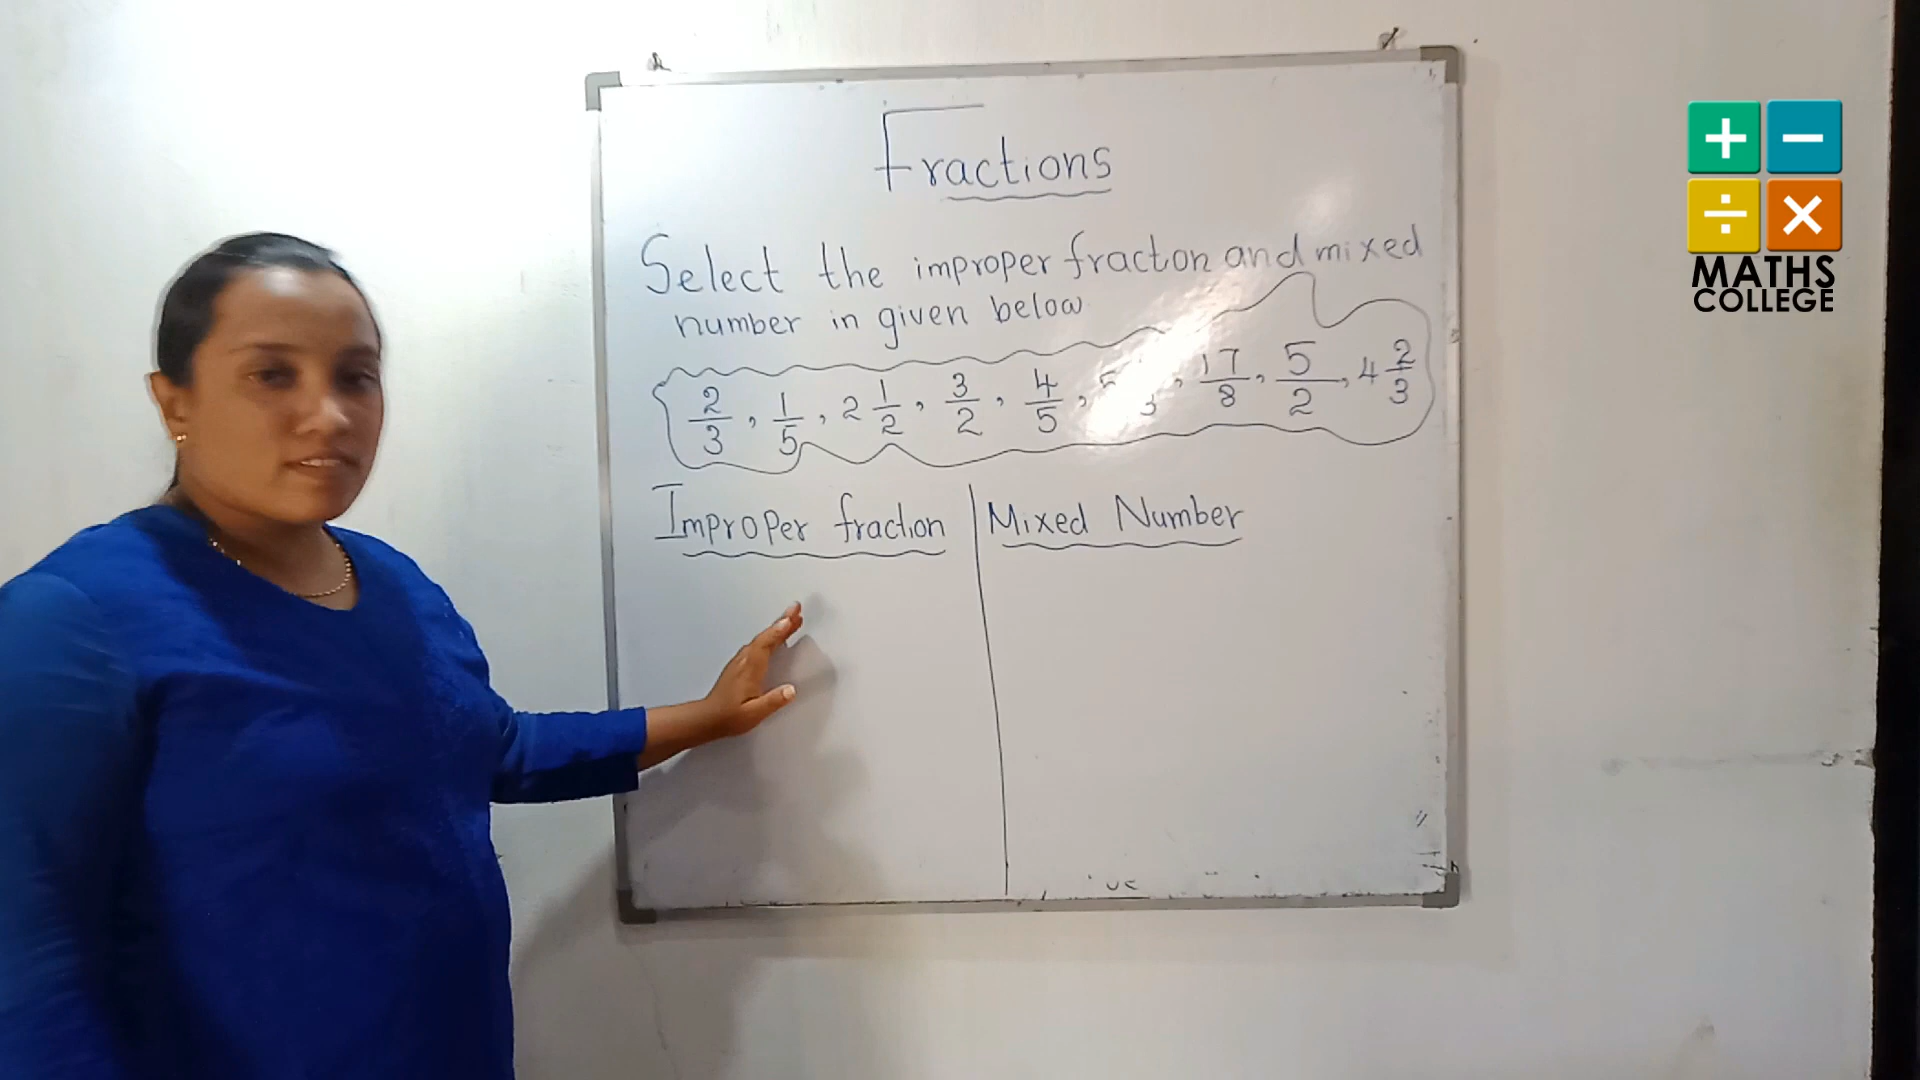 Fractions
Select the improper fracton and mixed
number in given below
2/3, 1/5, 2 1/2, 3/2, 4/5, 5 /3, 17/8, 5/2, 4 2/3
Improper fraction
Mixed Number
+ −
÷ ×
MATHS
COLLEGE